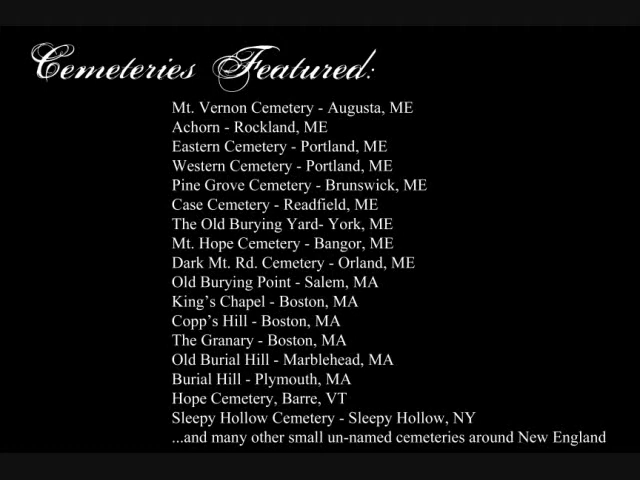 Cemeteries Featured:
Mt. Vernon Cemetery - Augusta, ME
Achorn - Rockland, ME
Eastern Cemetery - Portland, ME
Western Cemetery - Portland, ME
Pine Grove Cemetery - Brunswick, ME
Case Cemetery - Readfield, ME
The Old Burying Yard- York, ME
Mt. Hope Cemetery - Bangor, ME
Dark Mt. Rd. Cemetery - Orland, ME
Old Burying Point - Salem, MA
King's Chapel - Boston, MA
Copp's Hill - Boston, MA
The Granary - Boston, MA
Old Burial Hill - Marblehead, MA
Burial Hill - Plymouth, MA
Hope Cemetery, Barre, VT
Sleepy Hollow Cemetery - Sleepy Hollow, NY
...and many other small un-named cemeteries around New England